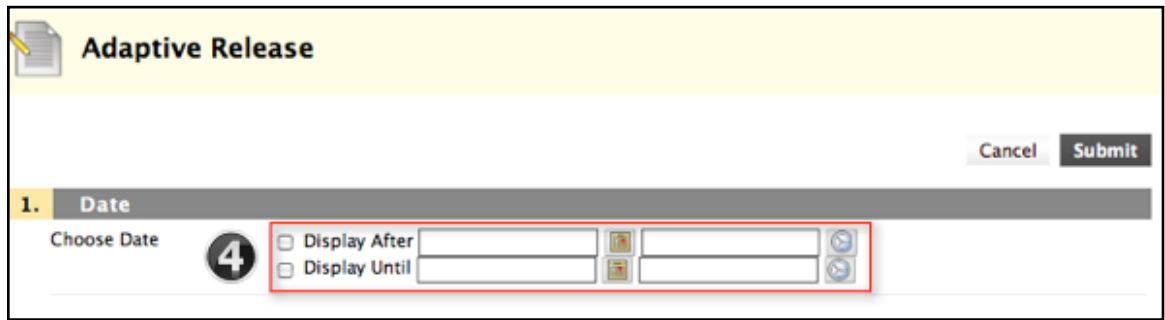 Adaptive Release
Cancel Submit
1. Date
Choose Date 4 Display After
Display Until